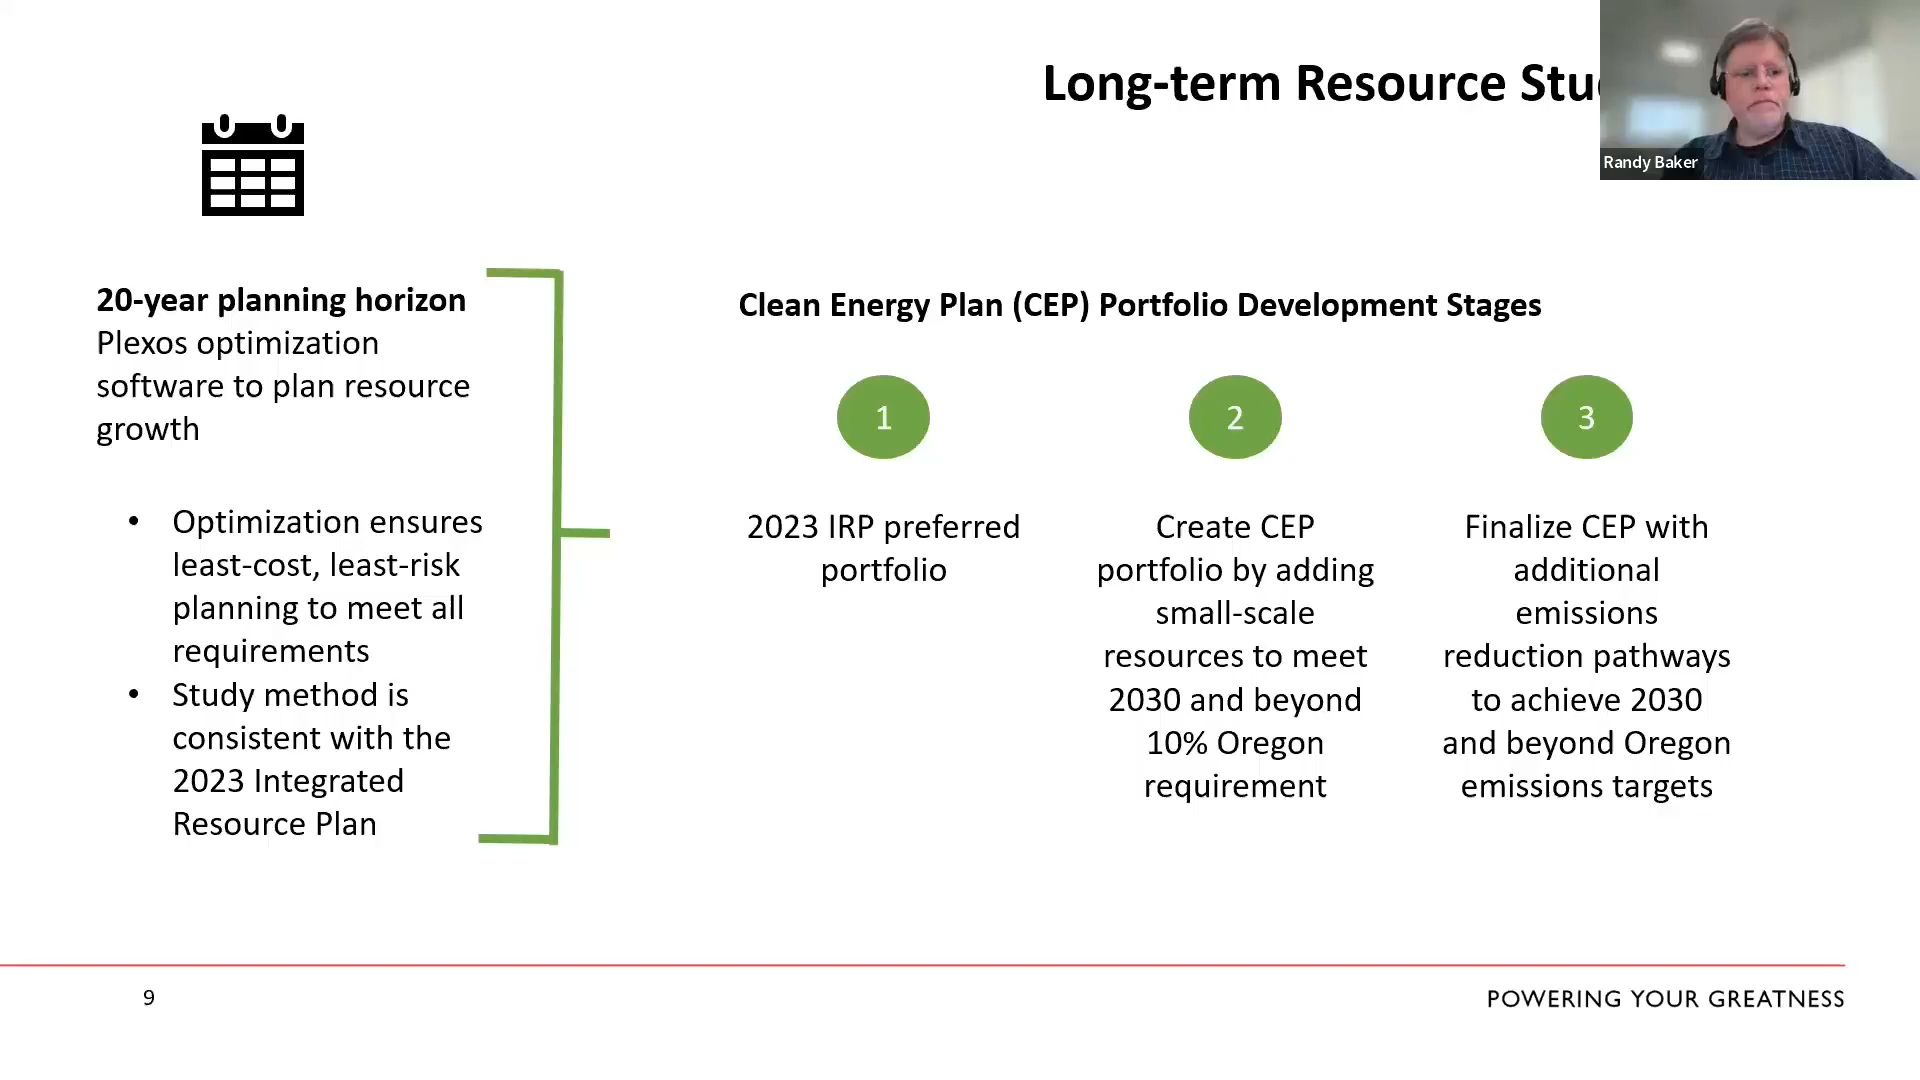 Long-term Resource
Randy Baker
20-year planning horizon
Plexos optimization
software to plan resource
growth
• Optimization ensures
least-cost, least-risk
planning to meet all
requirements
• Study method is
consistent with the
2023 Integrated
Resource Plan
Clean Energy Plan (CEP) Portfolio Development Stages
1
2023 IRP preferred
portfolio
2
Create CEP
portfolio by adding
small-scale
resources to meet
2030 and beyond
10% Oregon
requirement
3
Finalize CEP with
additional
emissions
reduction pathways
to achieve 2030
and beyond Oregon
emissions targets
9
POWERING YOUR GREATNESS